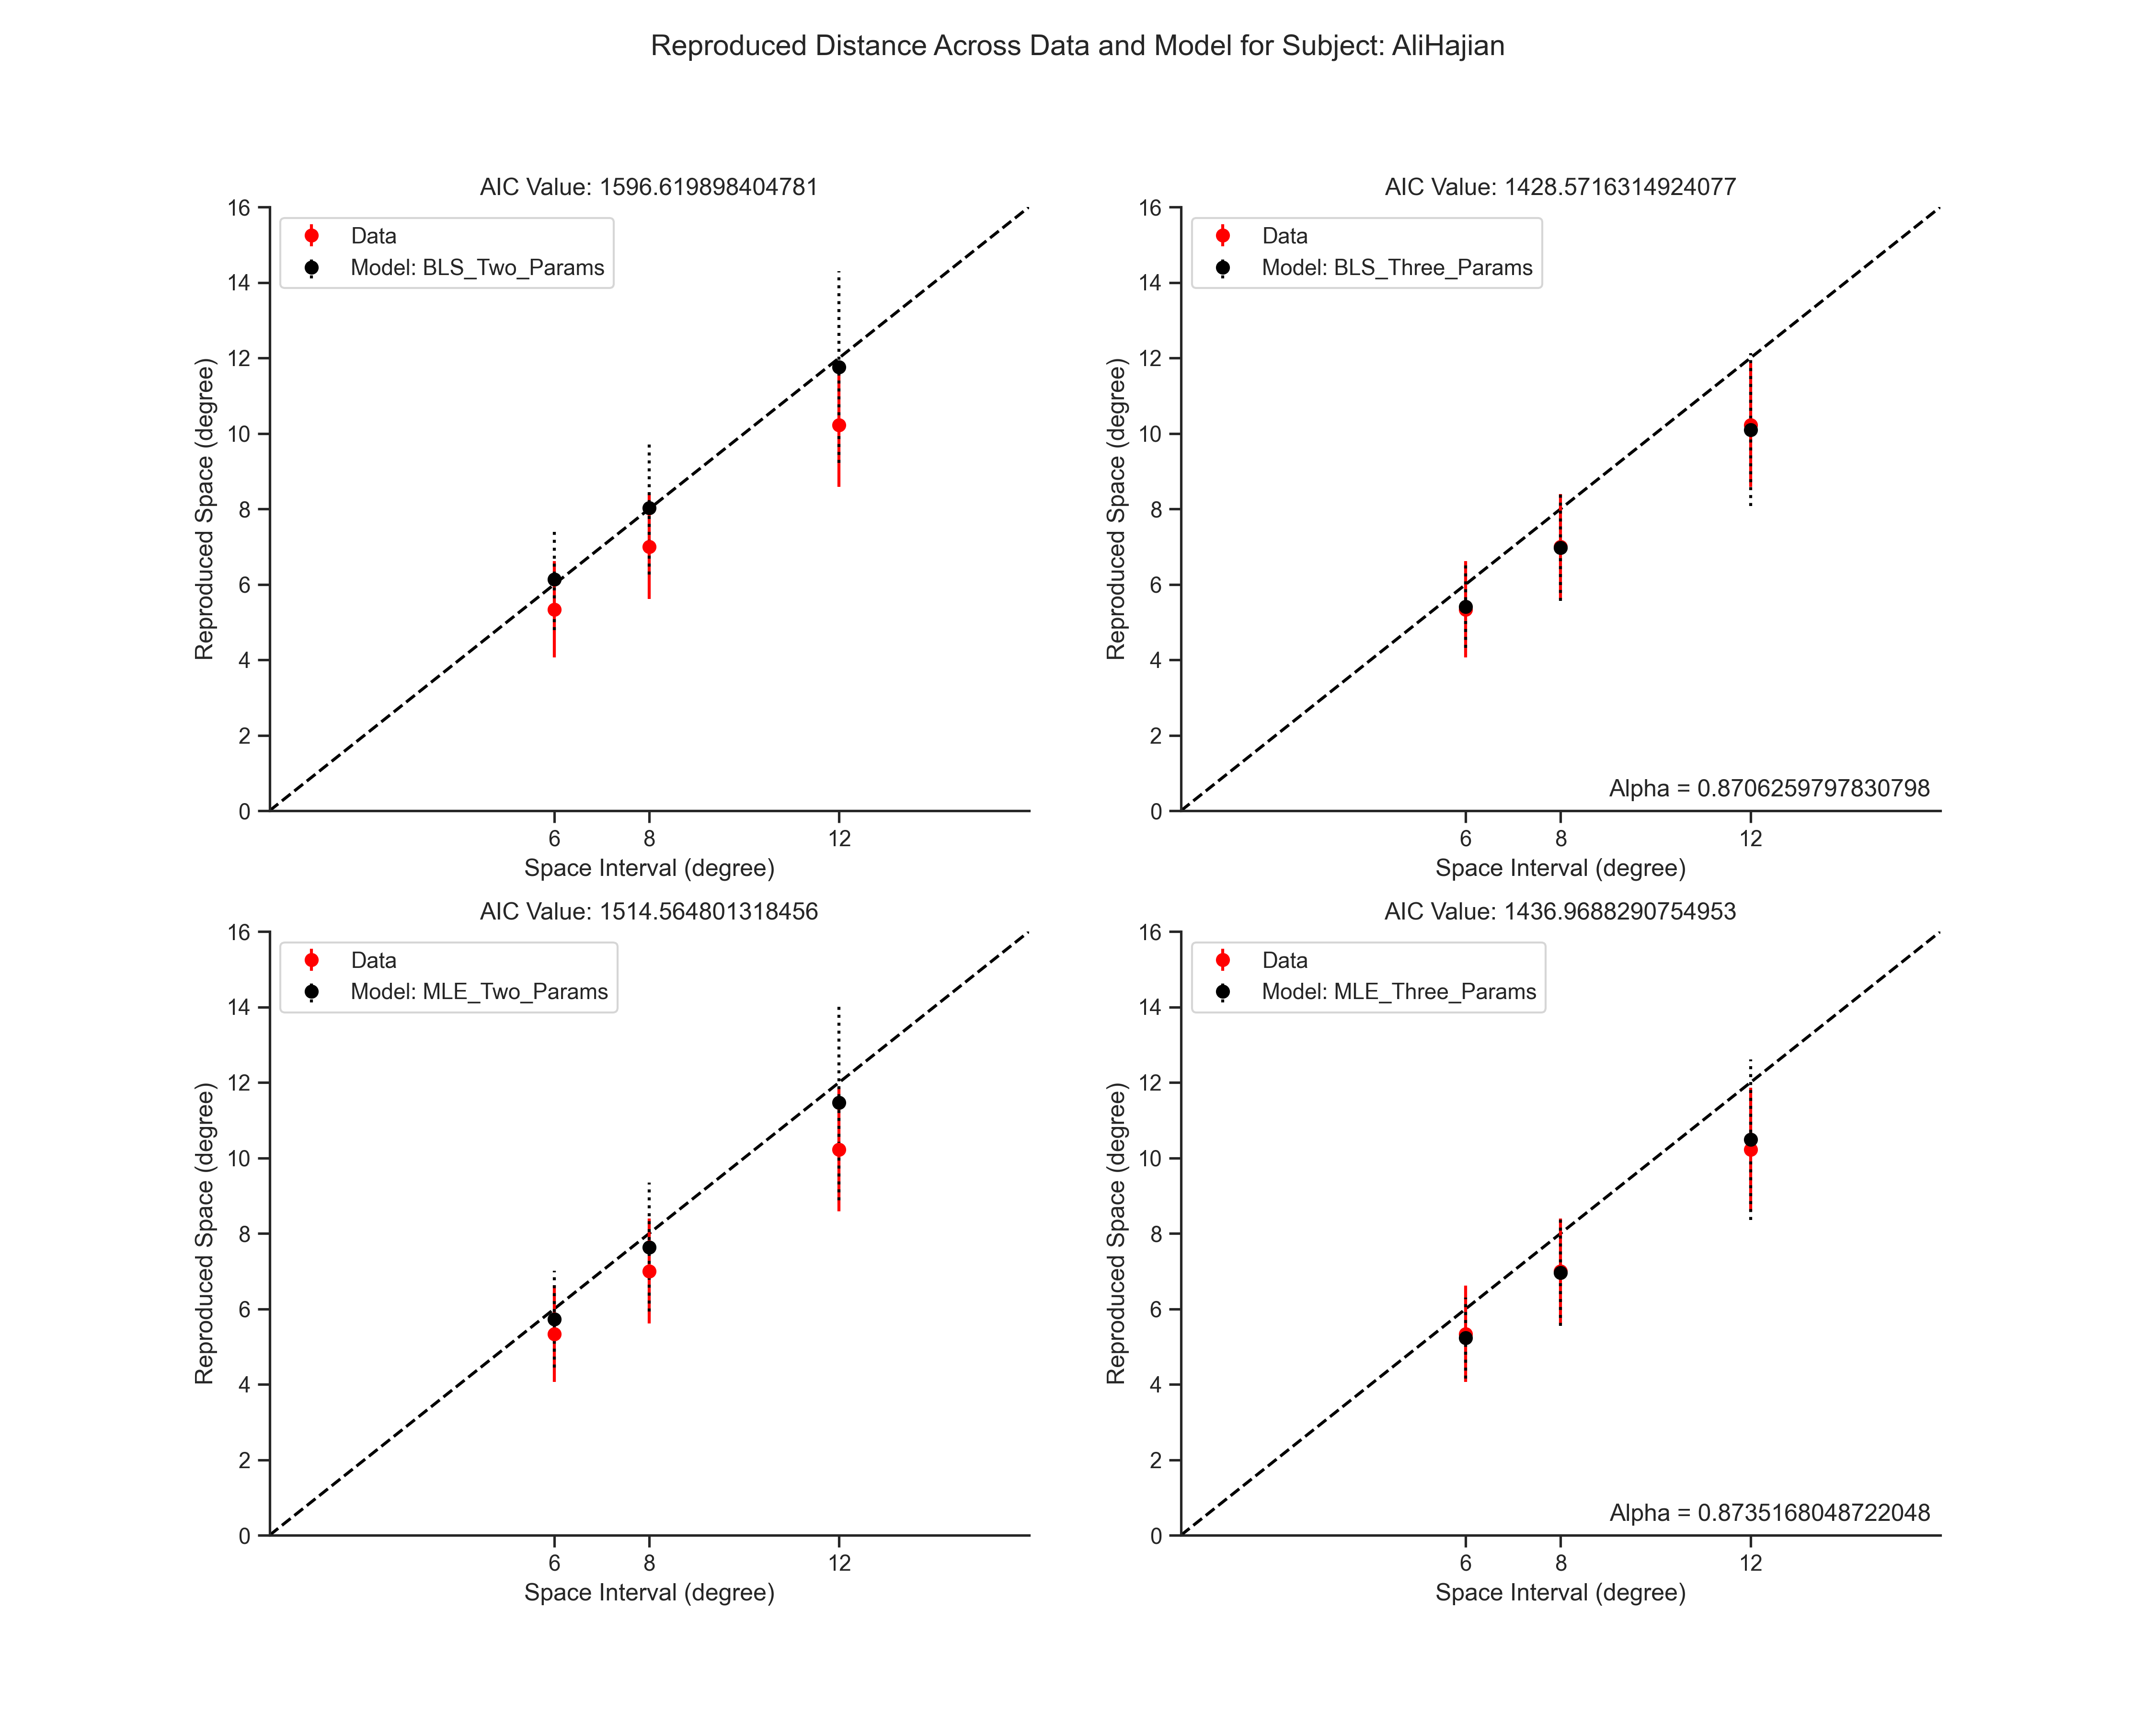 Reproduced Distance Across Data and Model for Subject: AliHajian
AIC Value: 1596.619898404781
Data
Model: BLS_Two_Params
Reproduced Space (degree)
16
14
12
10
8
6
4
2
0
6 8 12
Space Interval (degree)
AIC Value: 1428.5716314924077
Data
Model: BLS_Three_Params
Reproduced Space (degree)
16
14
12
10
8
6
4
2
0
Alpha = 0.8706259797830798
6 8 12
Space Interval (degree)
AIC Value: 1514.564801318456
Data
Model: MLE_Two_Params
Reproduced Space (degree)
16
14
12
10
8
6
4
2
0
6 8 12
Space Interval (degree)
AIC Value: 1436.9688290754953
Data
Model: MLE_Three_Params
Reproduced Space (degree)
16
14
12
10
8
6
4
2
0
Alpha = 0.8735168048722048
6 8 12
Space Interval (degree)